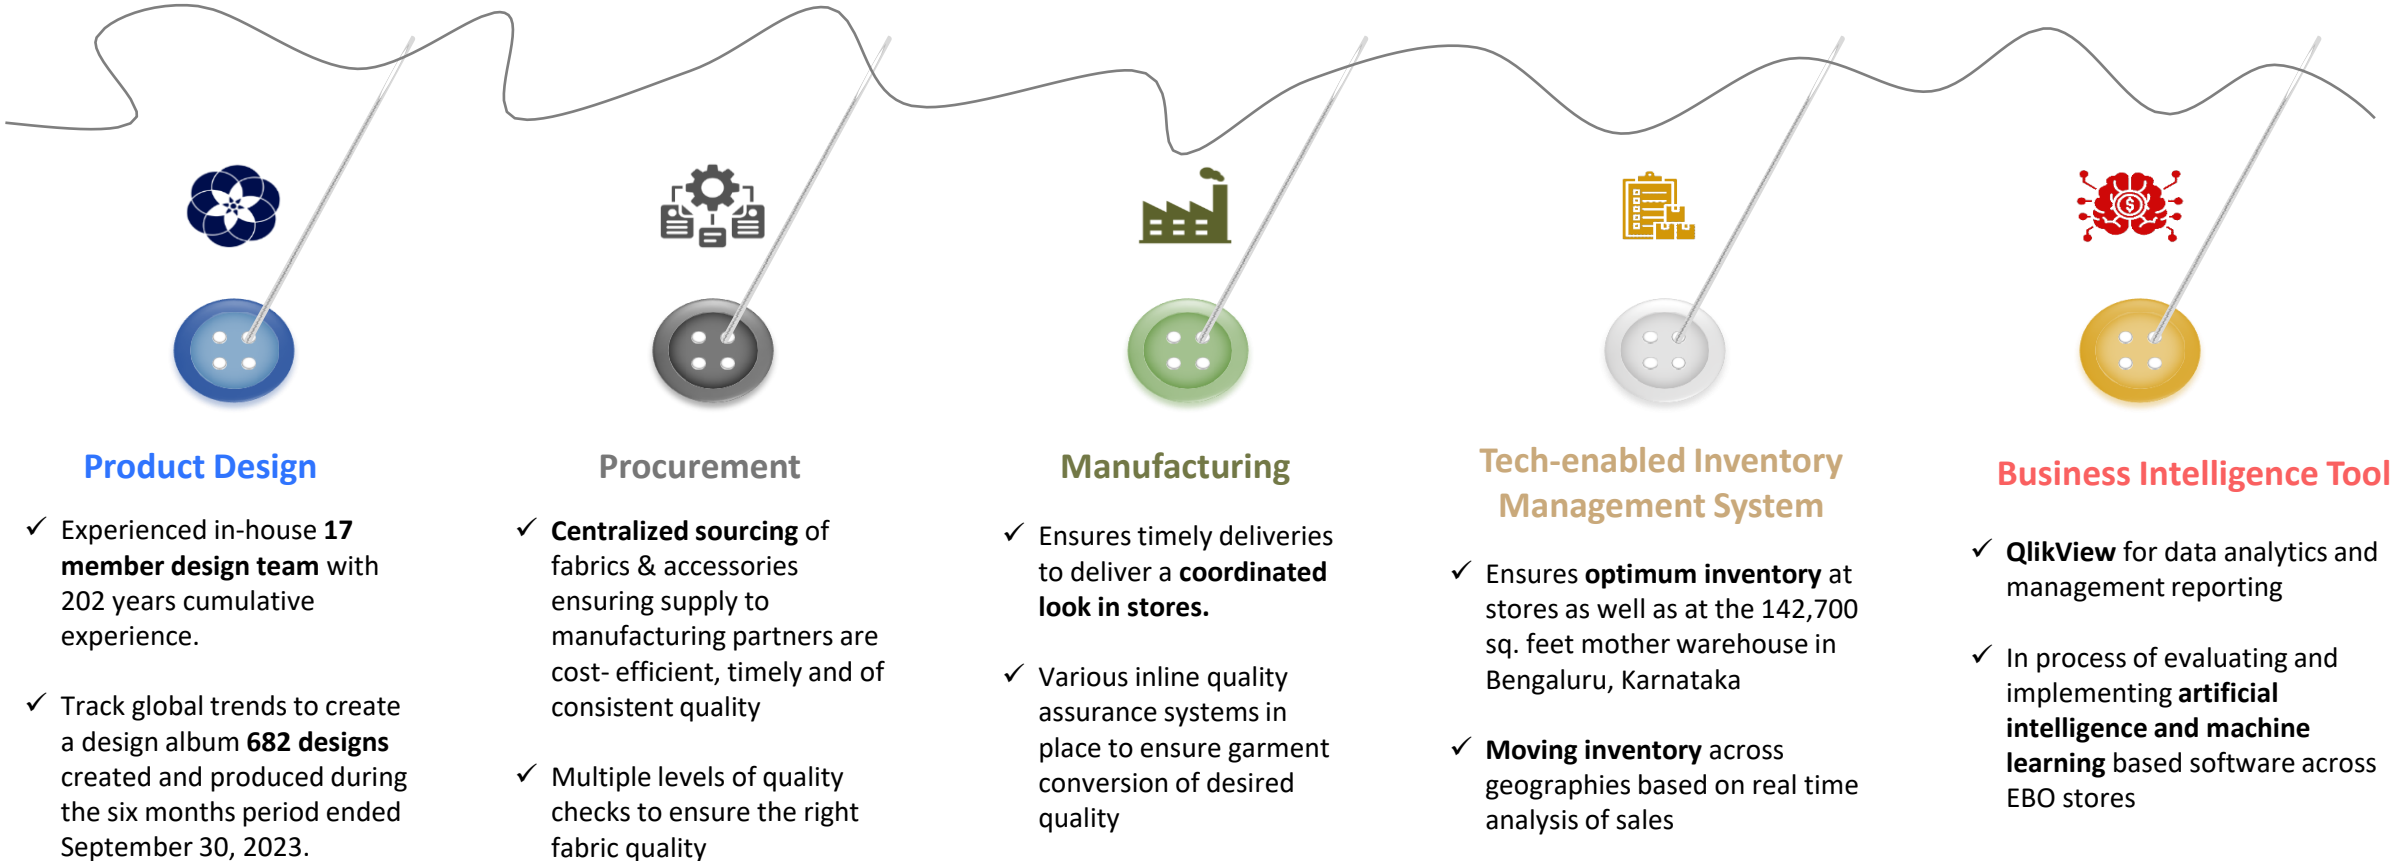 Product Design
✓ Experienced in-house 17
member design team with
202 years cumulative
experience.
✓ Track global trends to create
a design album 682 designs
created and produced during
the six months period ended
September 30, 2023.
Procurement
✓ Centralized sourcing of
fabrics & accessories
ensuring supply to
manufacturing partners are
cost- efficient, timely and of
consistent quality
✓ Multiple levels of quality
checks to ensure the right
fabric quality
Manufacturing
✓ Ensures timely deliveries
to deliver a coordinated
look in stores.
✓ Various inline quality
assurance systems in
place to ensure garment
conversion of desired
quality
Tech-enabled Inventory
Management System
✓ Ensures optimum inventory at
stores as well as at the 142,700
sq. feet mother warehouse in
Bengaluru, Karnataka
✓ Moving inventory across
geographies based on real time
analysis of sales
$
Business Intelligence Tool
✓ QlikView for data analytics and
management reporting
✓ In process of evaluating and
implementing artificial
intelligence and machine
learning based software across
EBO stores